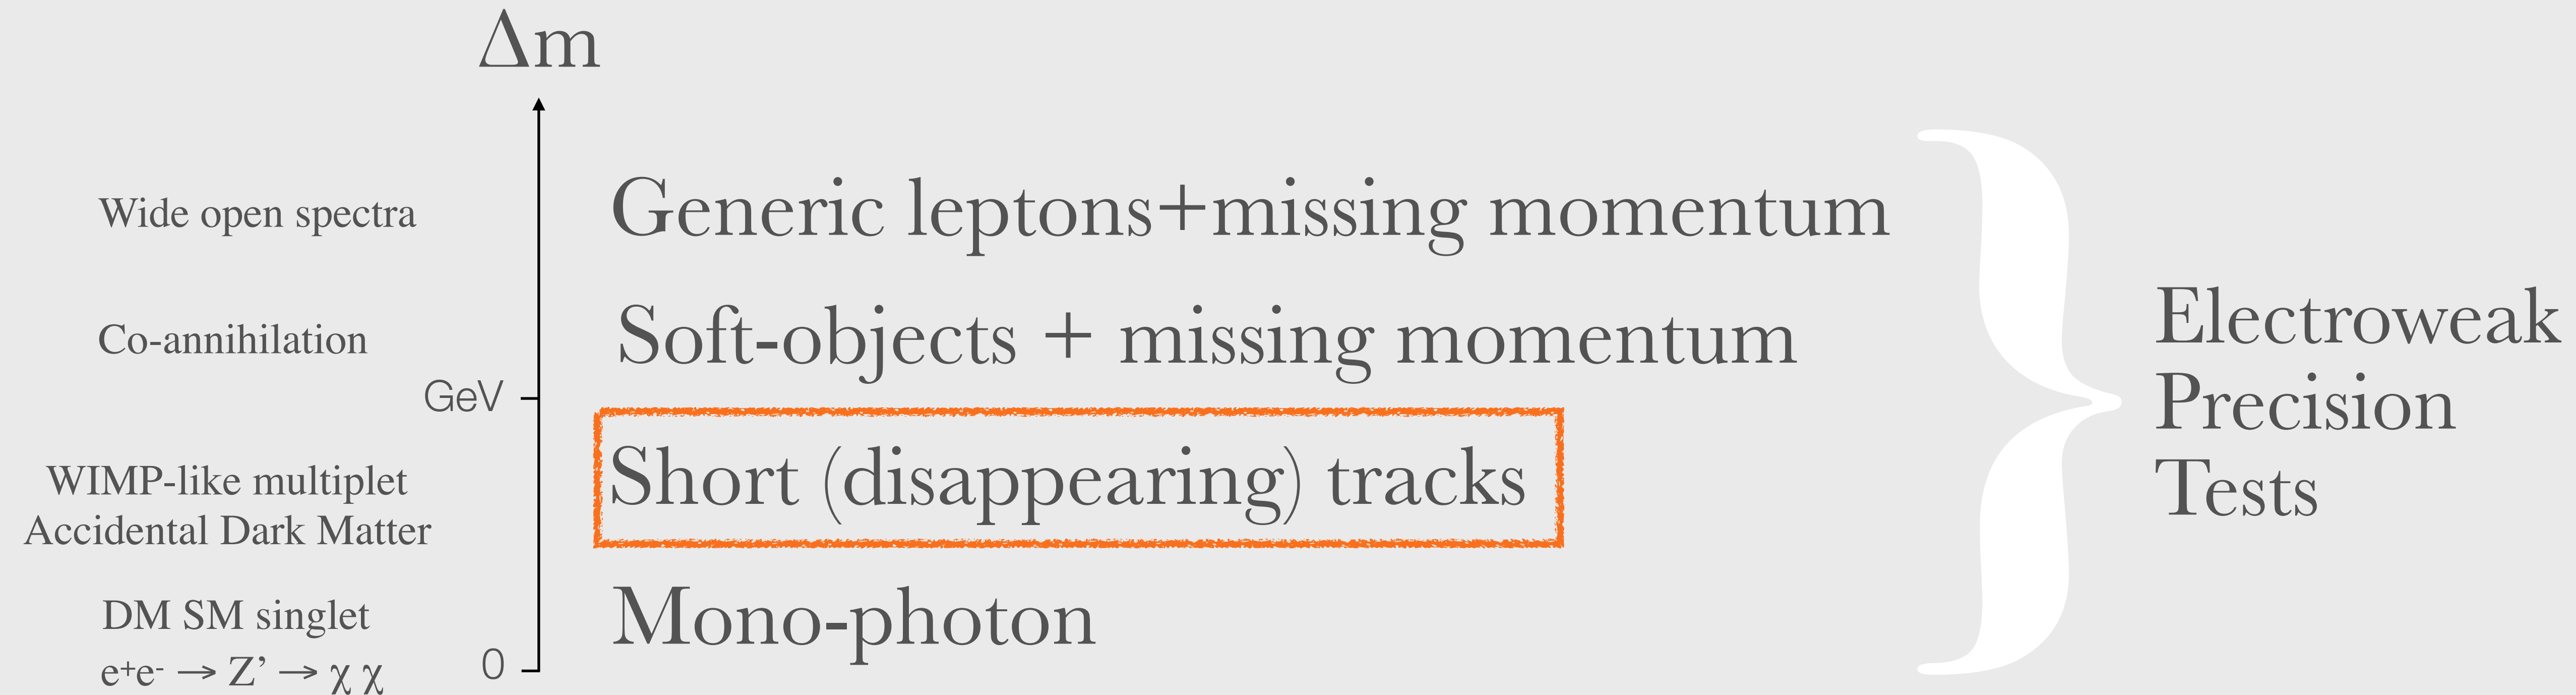 Δm
Wide open spectra
Generic leptons+missing momentum
Co-annihilation
Soft-objects + missing momentum
GeV
WIMP-like multiplet
Accidental Dark Matter
Short (disappearing) tracks
DM SM singlet
e⁺e⁻ → Z’ → χ χ
0
Mono-photon
Electroweak
Precision
Tests